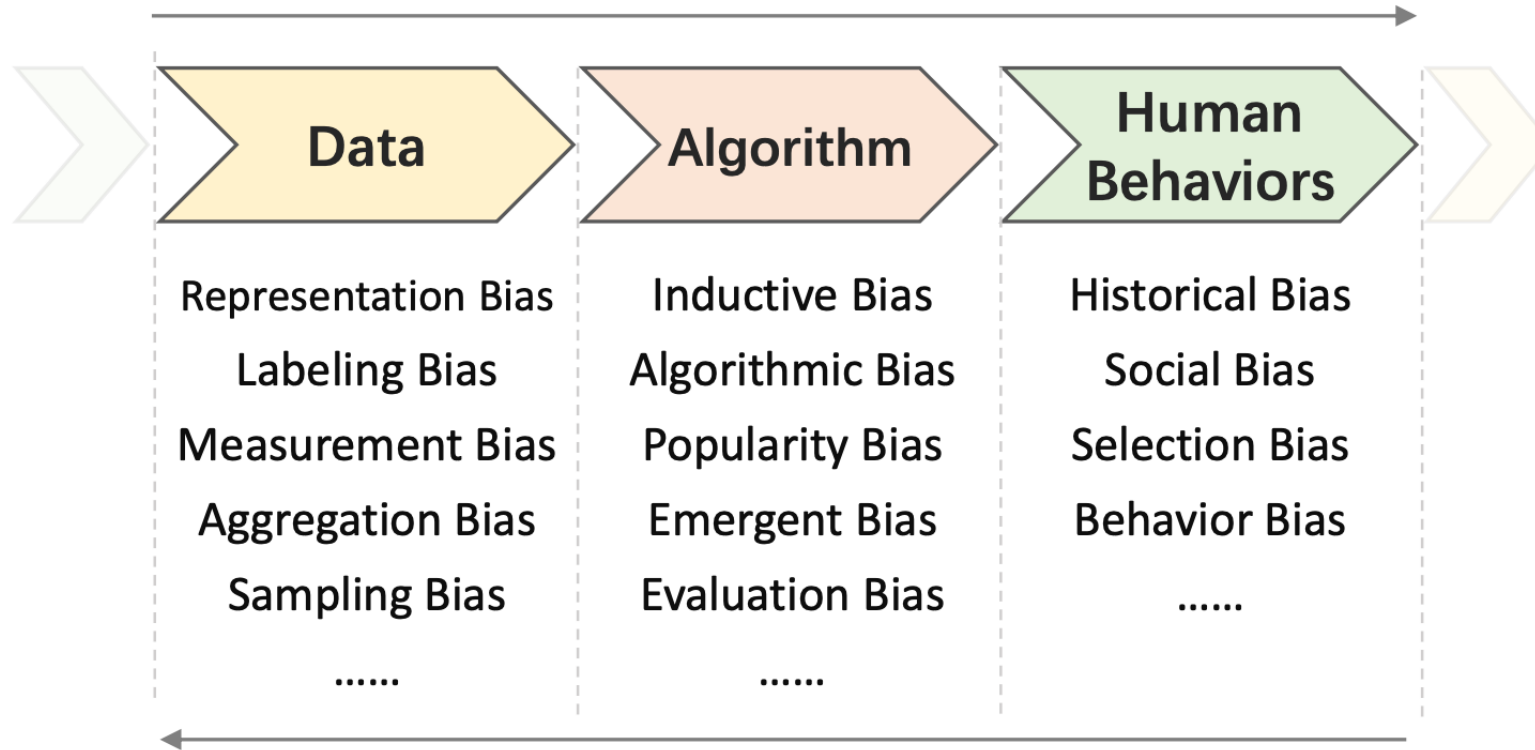 Data
Representation Bias
Labeling Bias
Measurement Bias
Aggregation Bias
Sampling Bias
......
Algorithm
Inductive Bias
Algorithmic Bias
Popularity Bias
Emergent Bias
Evaluation Bias
......
Human
Behaviors
Historical Bias
Social Bias
Selection Bias
Behavior Bias
......